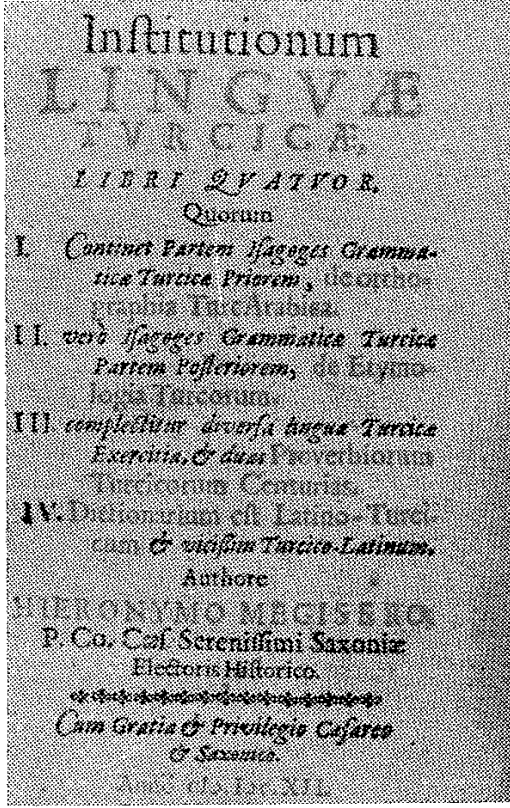 Inſtitutionum
LINGVÆ
TVRCICÆ,
LIBRI QVATVOR.
Quorum
I. Continet Partem iſagoges Gramma-
ticæ Turcicæ Priorem, de ortho-
graphia TurcArabica.
II. verò iſagoges Grammaticæ Turcicæ
Partem Poſteriorem, de Etymo-
logia Turcorum.
III complectitur diverſa linguæ Turcicæ
Exercitia, & duas Proverbiorum
Turcicorum Centurias.
IV. Dictionarium eſt Latino-Turci-
cum & viciſſim Turcico-Latinum.
Authore
HIERONYMO MEGISERO.
P. Co. Cæſ. Sereniſſimi Saxoniæ
Electoris Hiſtorico.
Cum Gratia & Privilegio Cæſareo
& Saxonico.